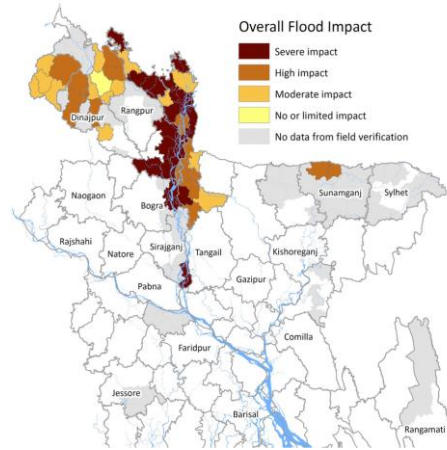 Overall Flood Impact
Severe impact
High impact
Moderate impact
No or limited impact
No data from field verification
Rangpur
Dinajpur
Naogaon
Bogra
Sunamganj
Sylhet
Rajshahi
Natore
Sirajganj
Tangail
Kishoreganj
Gazipur
Pabna
Faridpur
Comilla
Jessore
Barisal
Rangamati